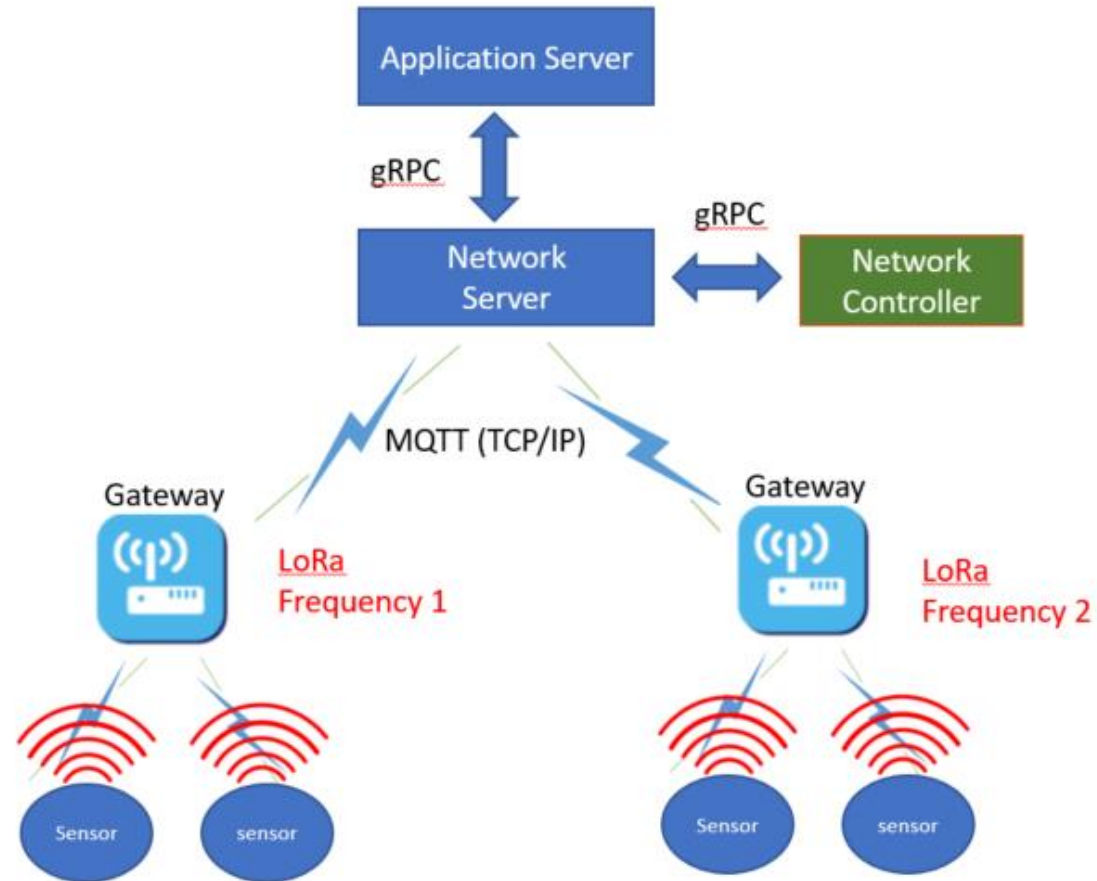 Application Server
gRPC
gRPC
Network
Server
Network
Controller
MQTT (TCP/IP)
Gateway
Gateway
LoRa
Frequency 1
LoRa
Frequency 2
Sensor
sensor
Sensor
sensor